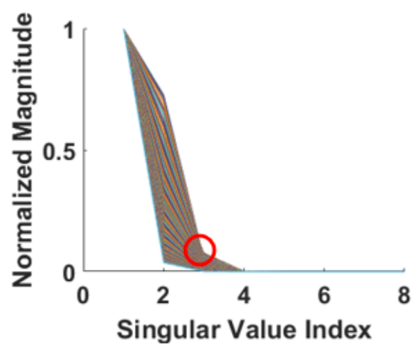 Normalized Magnitude
1
0.5
0
0 2 4 6 8
Singular Value Index